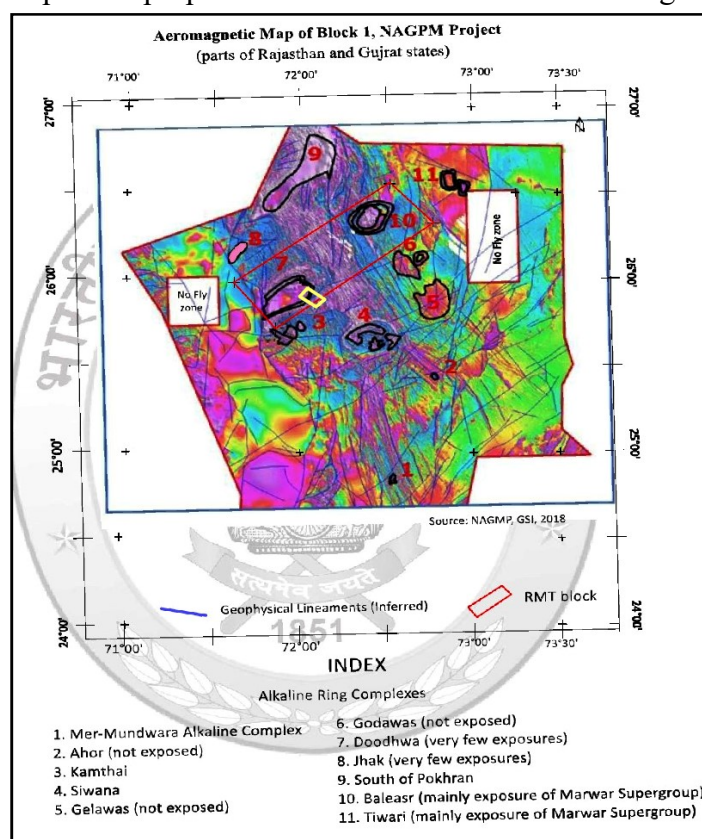 Aeromagnetic Map of Block 1, NAGPM Project
(parts of Rajasthan and Gujrat states)
71°00' 72°00' 73°00' 73°30'
27°00' 27°00'
N
9
11
10
No Fly zone
8
6
7
26°00' 26°00'
No Fly zone
5
3
4
2
25°00' 25°00'
1
Source: NAGMP, GSI, 2018
सत्यमेव जयते
Geophysical Lineaments (Inferred)
RMT block
1851
24°00' 24°00'
71°00' 72°00' 73°00' 73°30'
INDEX
Alkaline Ring Complexes
1. Mer-Mundwara Alkaline Complex
2. Ahor (not exposed)
3. Kamthai
4. Siwana
5. Gelawas (not exposed)
6. Godawas (not exposed)
7. Doodhwa (very few exposures)
8. Jhak (very few exposures)
9. South of Pokhran
10. Baleasr (mainly exposure of Marwar Supergroup)
11. Tiwari (mainly exposure of Marwar Supergroup)